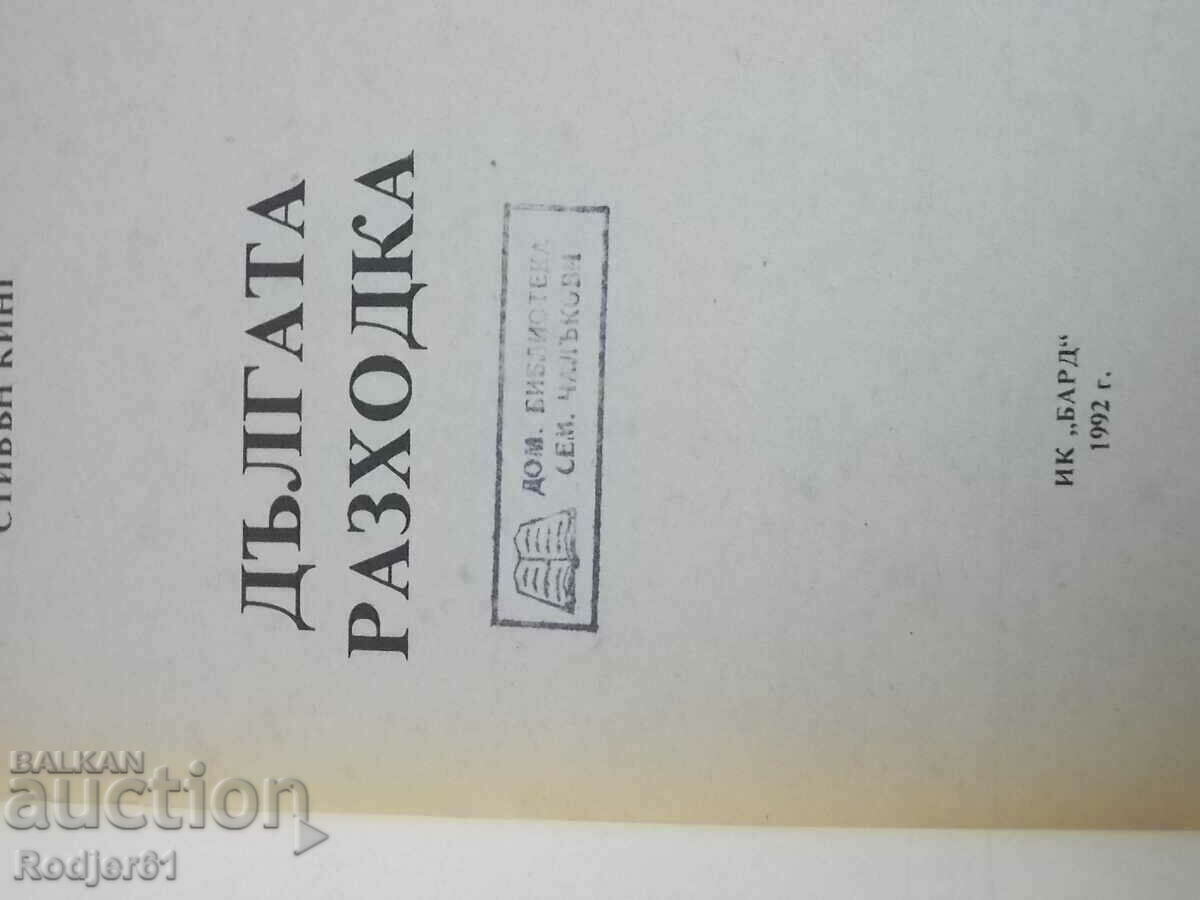 СТИВЪН КИНГ
ДЪЛГАТА
РАЗХОДКА
ДОМ. БИБЛИОТЕКА
СЕМ. ЧАЛЪКОВИ
ИК „БАРД“
1992 г.
BALKAN
auction
Rodjer61